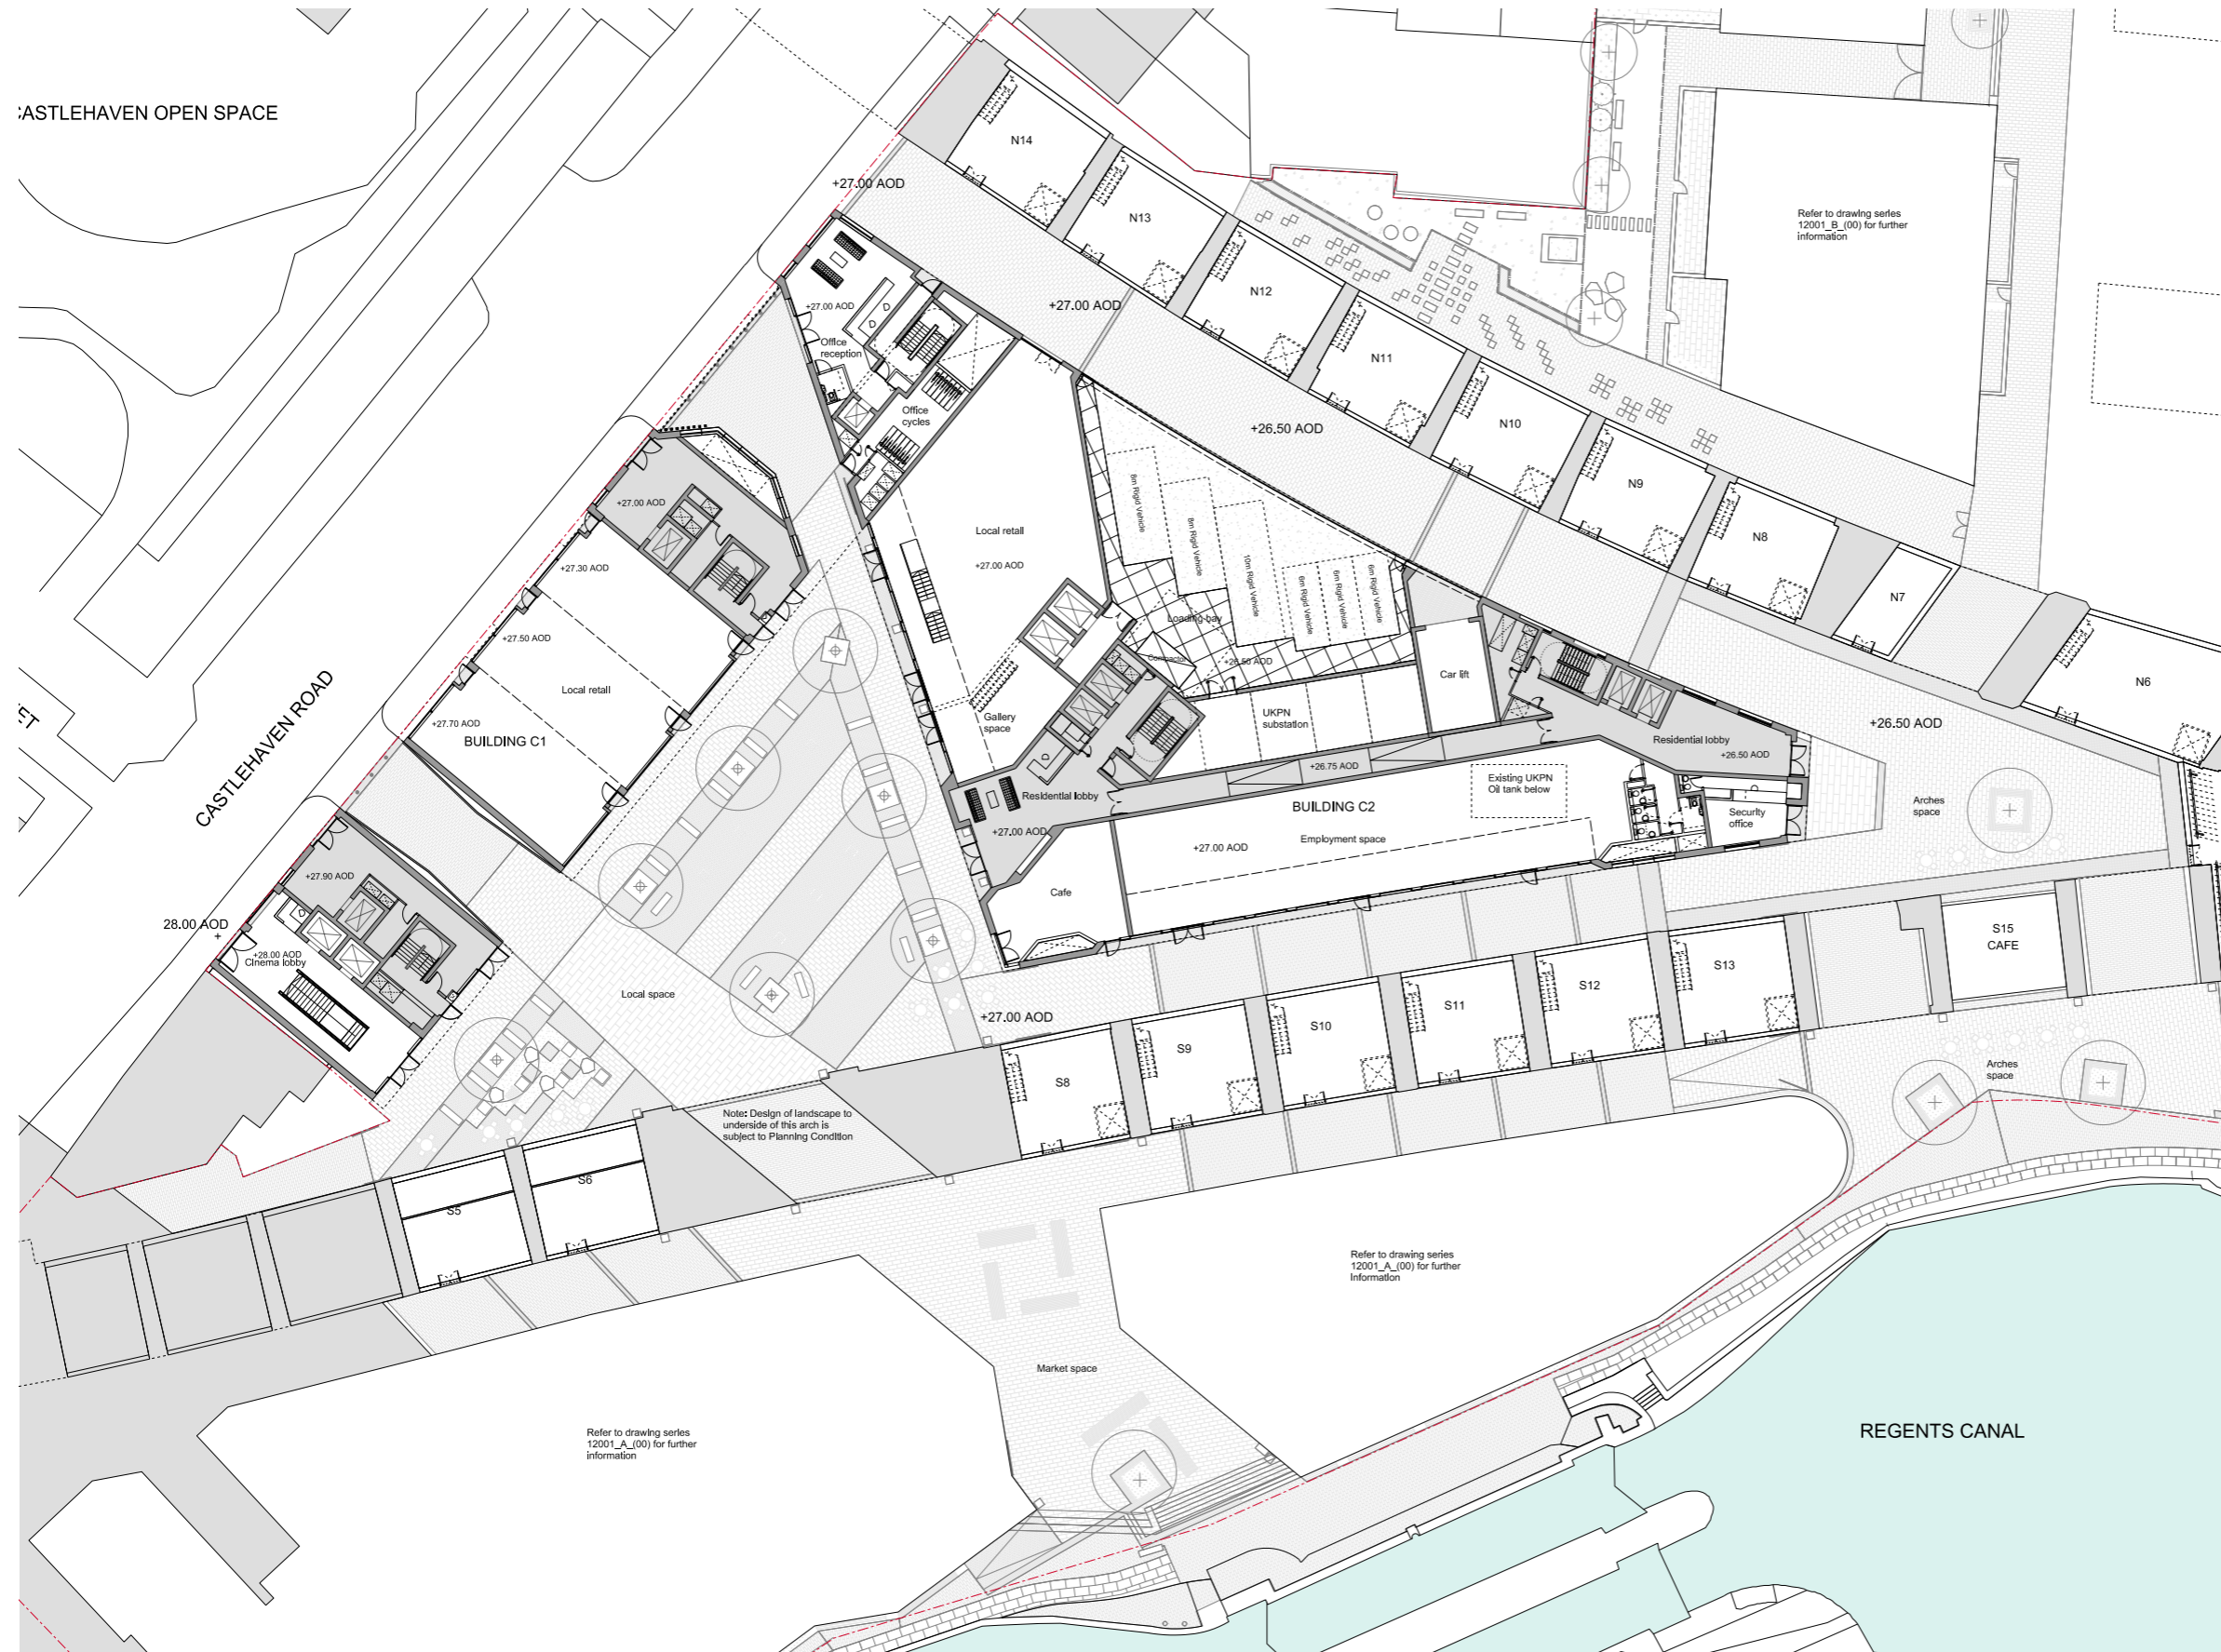 CASTLEHAVEN OPEN SPACE
N14
+27.00 AOD
N13
Refer to drawing series
12001_B_(00) for further
information
N12
+27.00 AOD
+27.00 AOD
D
D
Office
reception
N11
Office
cycles
N10
+26.50 AOD
N9
+27.00 AOD
Local retail
+27.00 AOD
8m Rigid Vehicle
8m Rigid Vehicle
10m Rigid Vehicle
6m Rigid Vehicle
6m Rigid Vehicle
6m Rigid Vehicle
N8
+27.30 AOD
N7
Loading bay
+27.50 AOD
Compactor
+26.50 AOD
Car lift
N6
Local retail
CASTLEHAVEN ROAD
+27.70 AOD
BUILDING C1
Gallery
space
UKPN
substation
+26.50 AOD
Residential lobby
+26.50 AOD
+26.75 AOD
Existing UKPN
Oil tank below
D
Residential lobby
BUILDING C2
Arches
space
Security
office
+27.00 AOD
Employment space
+27.00 AOD
+27.90 AOD
Cafe
28.00 AOD
+
D
+28.00 AOD
Cinema lobby
S15
CAFE
S13
S12
Local space
S11
+27.00 AOD
S10
S9
Arches
space
S8
Note: Design of landscape to
underside of this arch is
subject to Planning Condition
S6
S5
Refer to drawing series
12001_A_(00) for further
Information
Market space
Refer to drawing series
12001_A_(00) for further
information
REGENTS CANAL